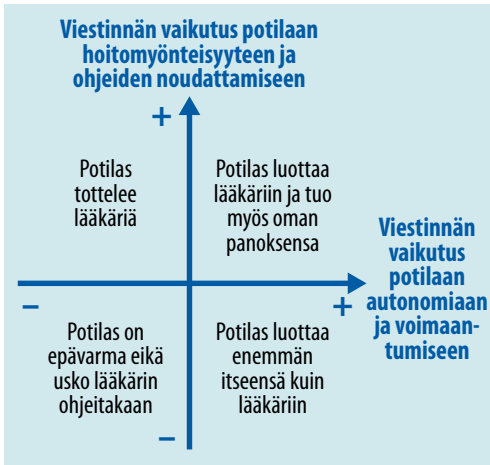 Viestinnän vaikutus potilaan
hoitomyönteisyyteen ja
ohjeiden noudattamiseen
+
Potilas
tottelee
lääkäriä
Potilas luottaa
lääkäriin ja tuo
myös oman
panoksensa
Viestinnän
vaikutus
potilaan
autonomiaan
ja voimaan-
tumiseen
–
+
Potilas on
epävarma eikä
usko lääkärin
ohjeitakaan
Potilas luottaa
enemmän
itseensä kuin
lääkäriin
–